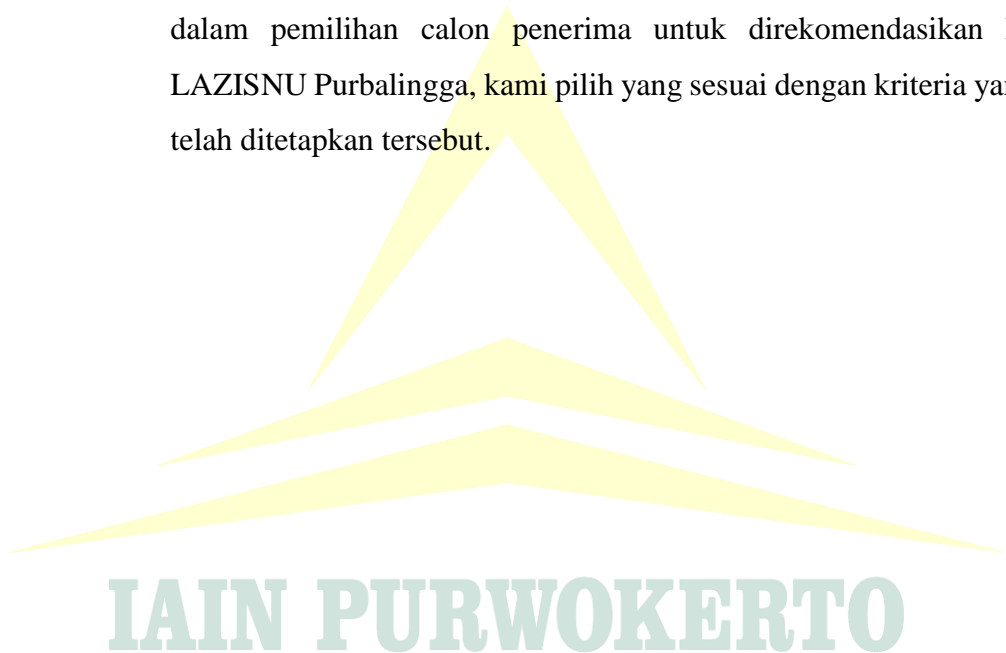 dalam pemilihan calon penerima untuk direkomendasikan
LAZISNU Purbalingga, kami pilih yang sesuai dengan kriteria
telah ditetapkan tersebut.
IAIN PURWOKERTO